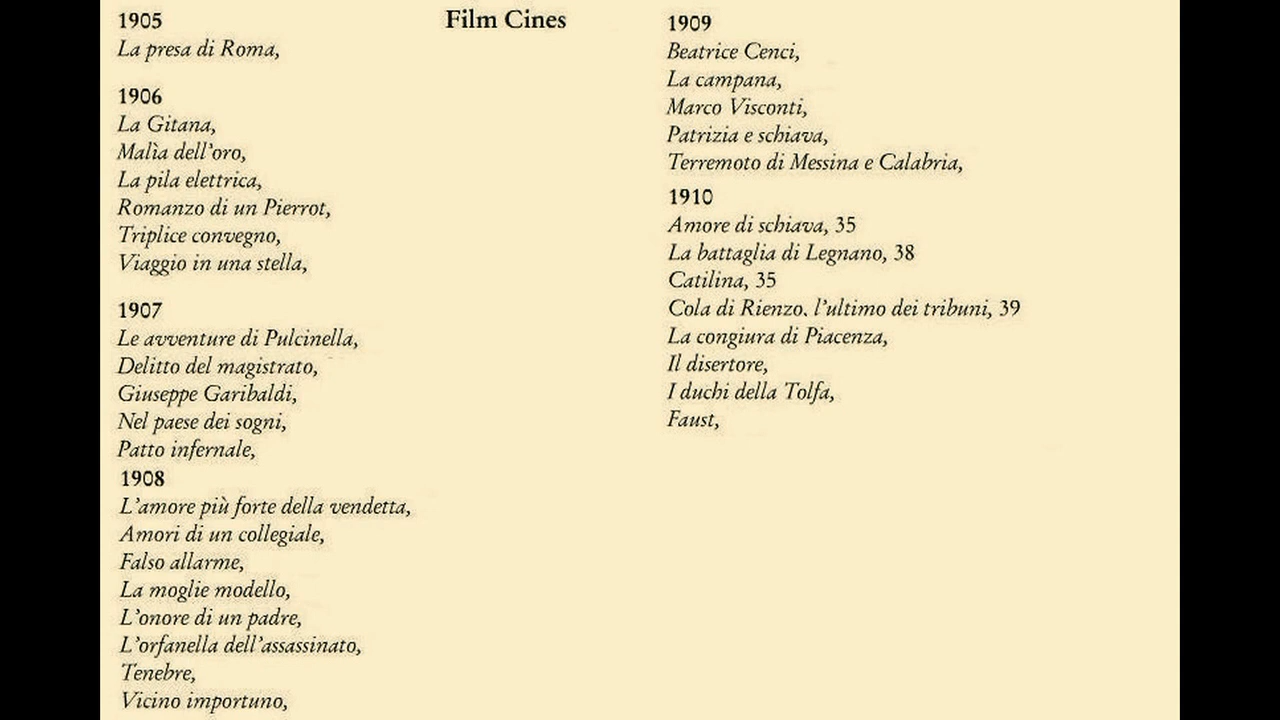 Film Cines
1905
La presa di Roma,
1906
La Gitana,
Malìa dell'oro,
La pila elettrica,
Romanzo di un Pierrot,
Triplice convegno,
Viaggio in una stella,
1907
Le avventure di Pulcinella,
Delitto del magistrato,
Giuseppe Garibaldi,
Nel paese dei sogni,
Patto infernale,
1908
L'amore più forte della vendetta,
Amori di un collegiale,
Falso allarme,
La moglie modello,
L'onore di un padre,
L'orfanella dell'assassinato,
Tenebre,
Vicino importuno,
1909
Beatrice Cenci,
La campana,
Marco Visconti,
Patrizia e schiava,
Terremoto di Messina e Calabria,
1910
Amore di schiava, 35
La battaglia di Legnano, 38
Catilina, 35
Cola di Rienzo. l'ultimo dei tribuni, 39
La congiura di Piacenza,
Il disertore,
I duchi della Tolfa,
Faust,